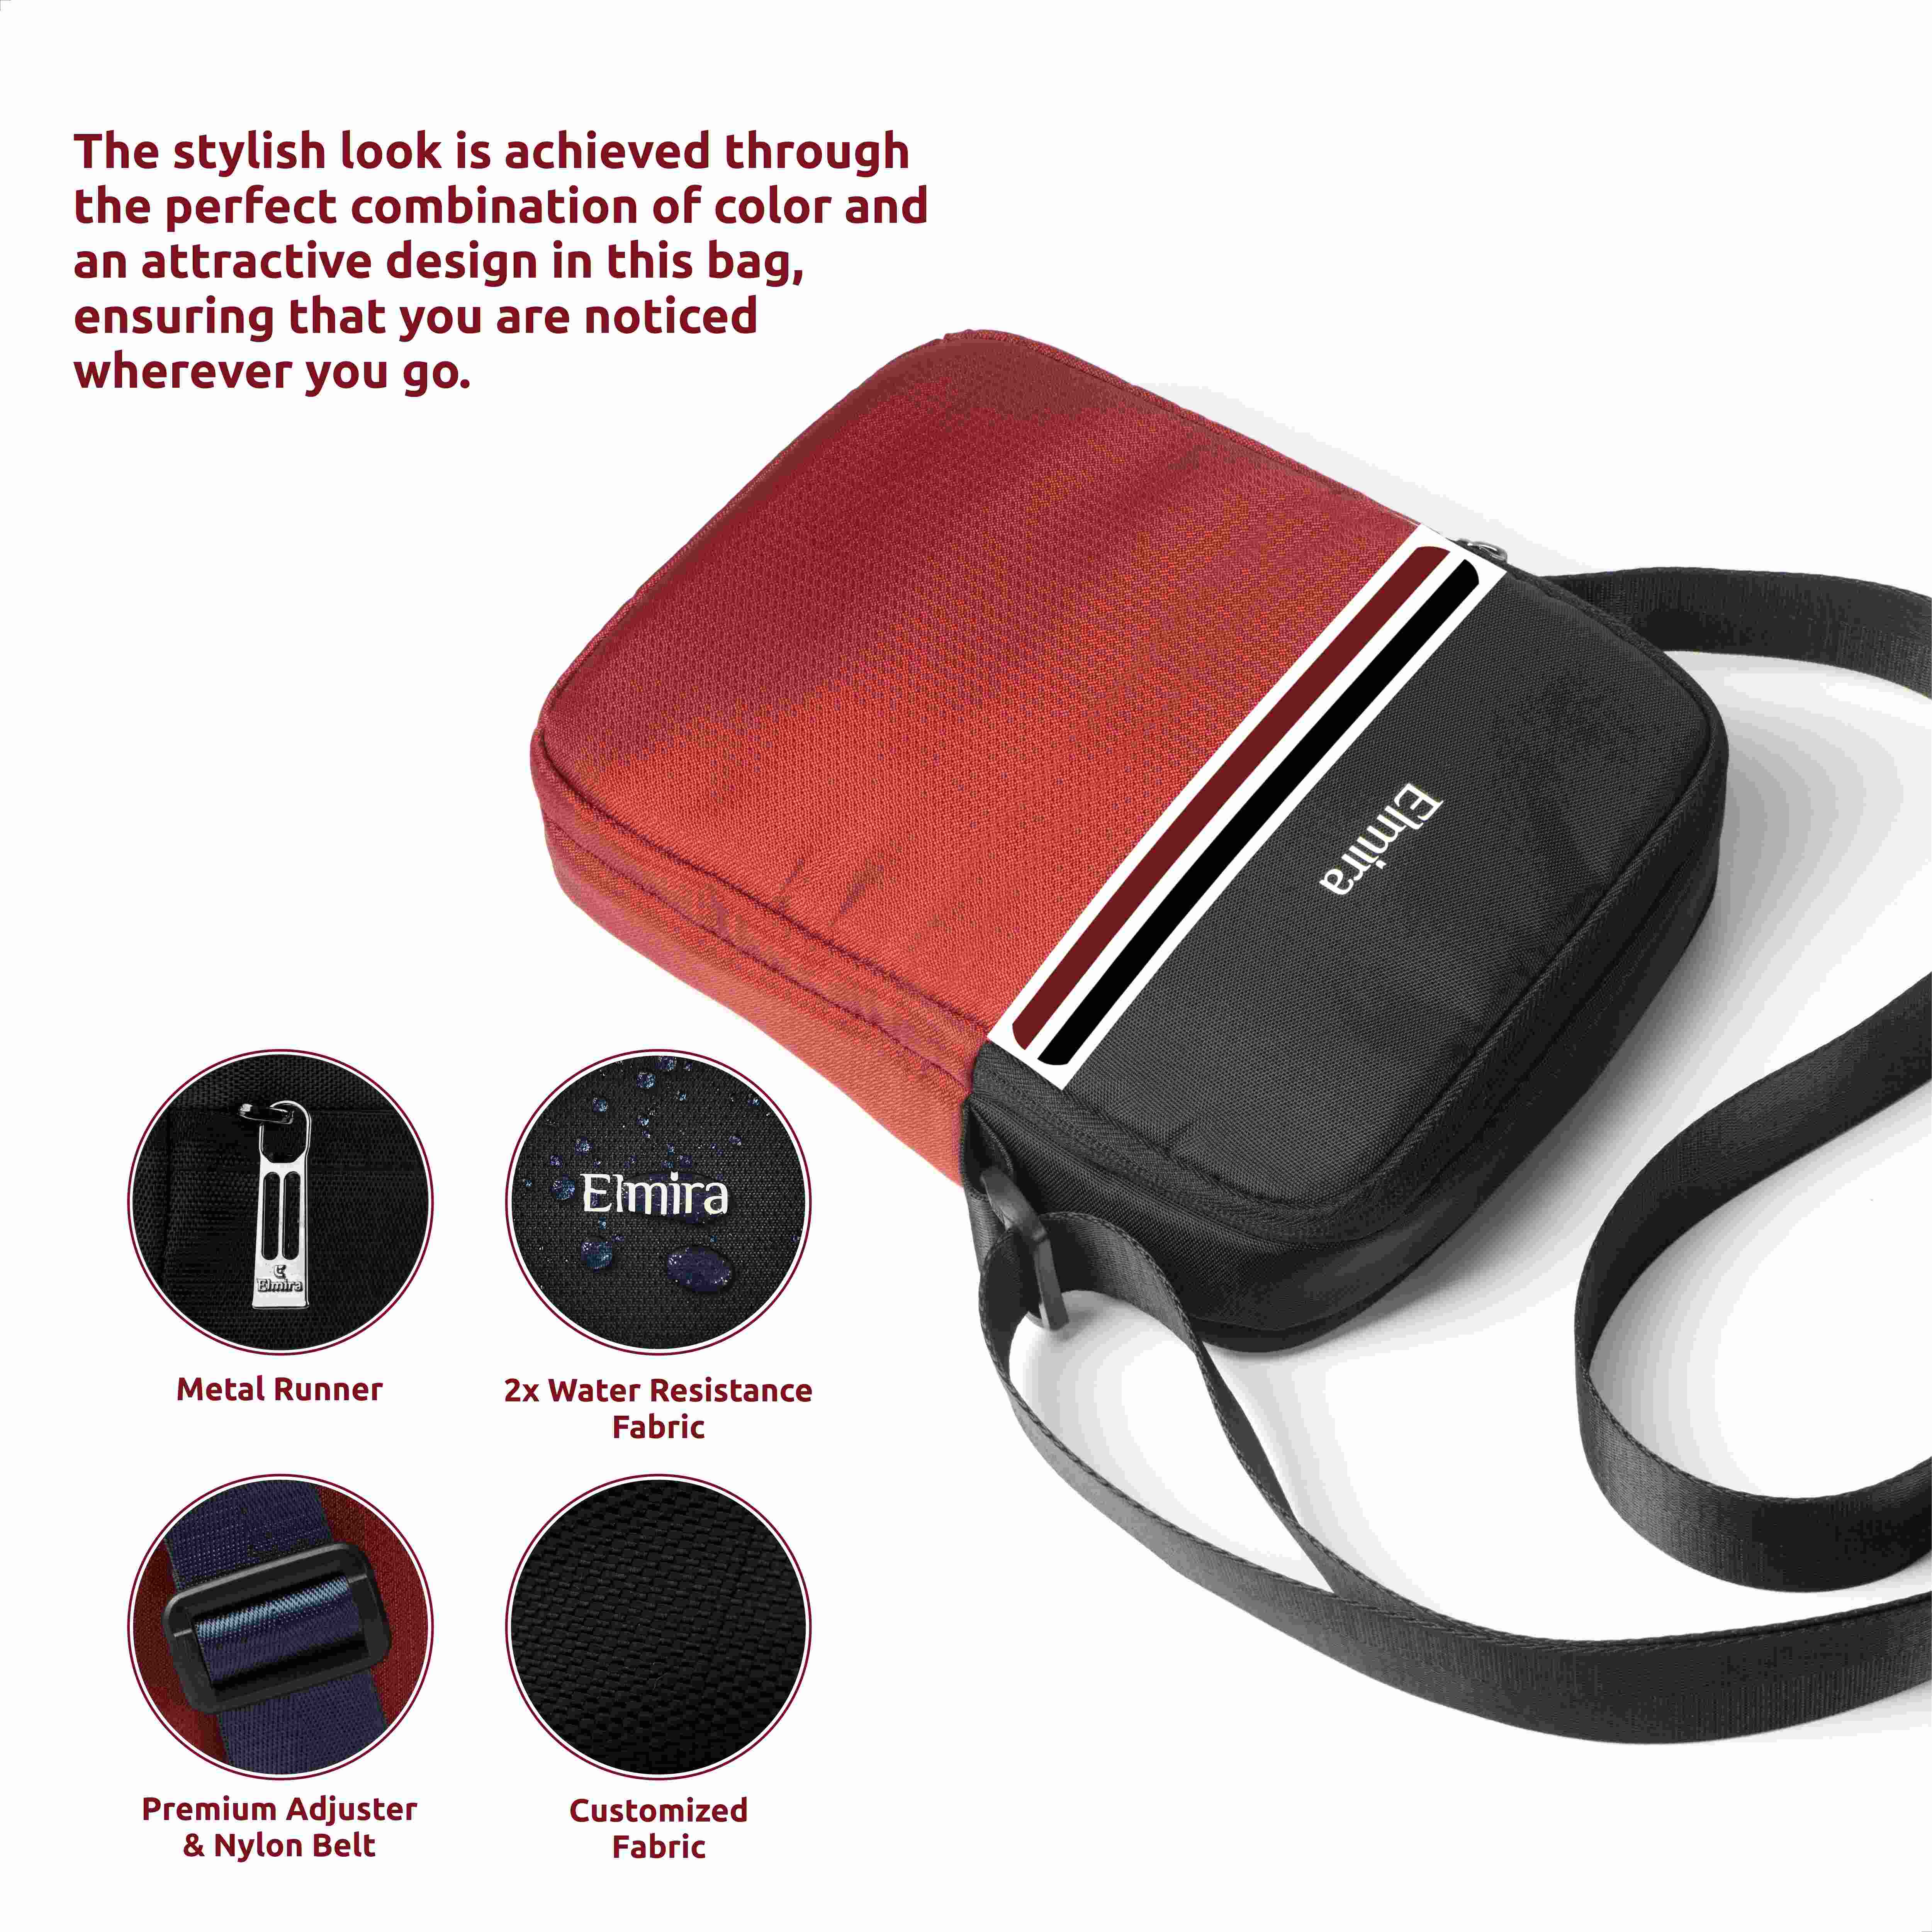 The stylish look is achieved through
the perfect combination of color and
an attractive design in this bag,
ensuring that you are noticed
wherever you go.
Elmira
Elmira
Elmira
Metal Runner
2x Water Resistance
Fabric
Premium Adjuster
& Nylon Belt
Customized
Fabric